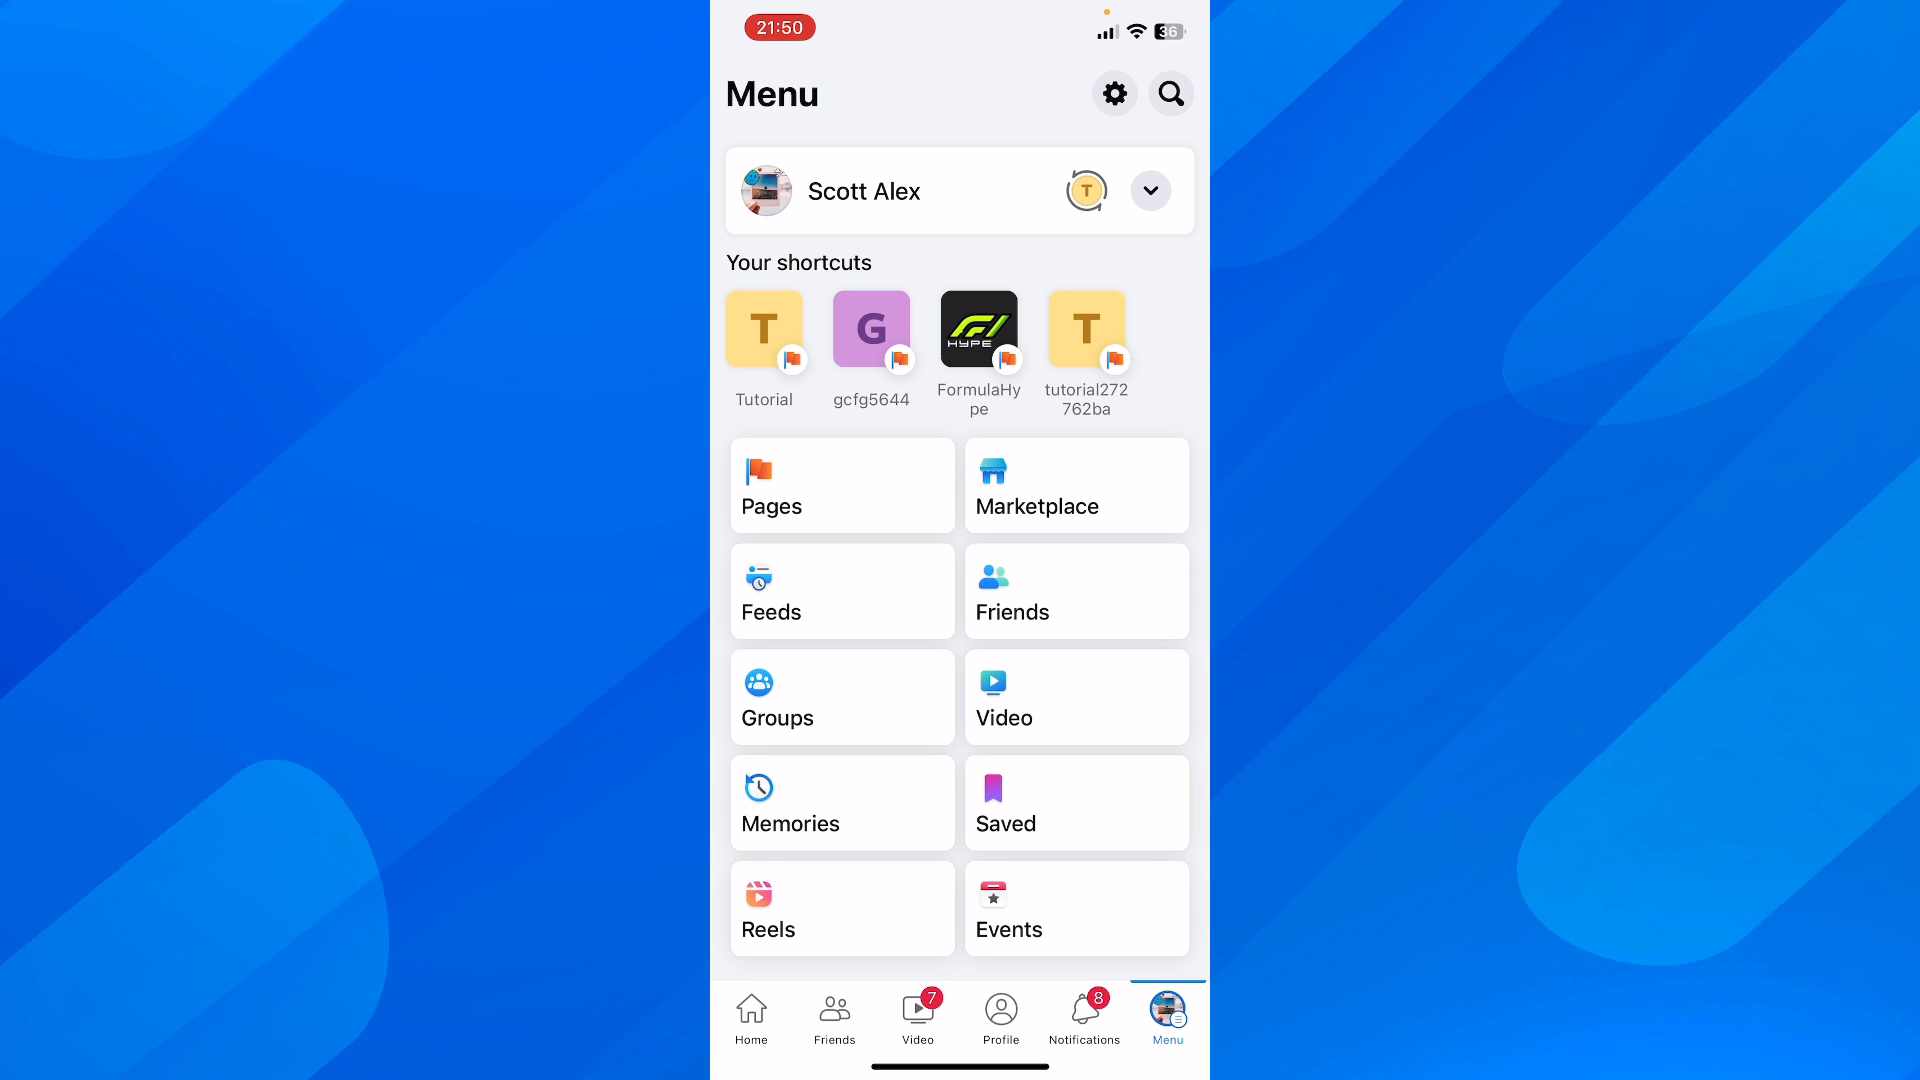 21:50
36
Menu
Scott Alex
T
Your shortcuts
T
G
HYPE
T
Tutorial
gcfg5644
FormulaHy
pe
tutorial272
762ba
Pages
Marketplace
Feeds
Friends
Groups
Video
Memories
Saved
Reels
Events
7
8
Home
Friends
Video
Profile
Notifications
Menu